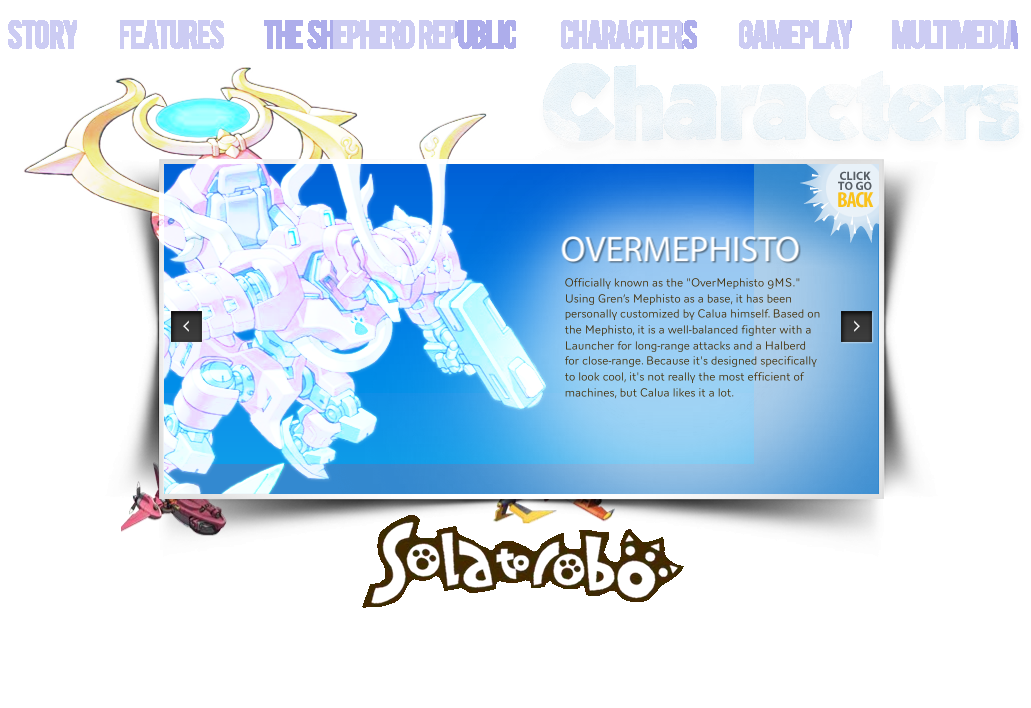 STORY FEATURES THE SHEPHERD REPUBLIC CHARACTERS GAMEPLAY MULTIMEDIA
Characters
CLICK
TO GO
BACK
OVERMEPHISTO
Officially known as the "OverMephisto 9MS."
Using Gren's Mephisto as a base, it has been
personally customized by Calua himself. Based on
the Mephisto, it is a well-balanced fighter with a
Launcher for long-range attacks and a Halberd
for close-range. Because it's designed specifically
to look cool, it's not really the most efficient of
machines, but Calua likes it a lot.
Solatorobo